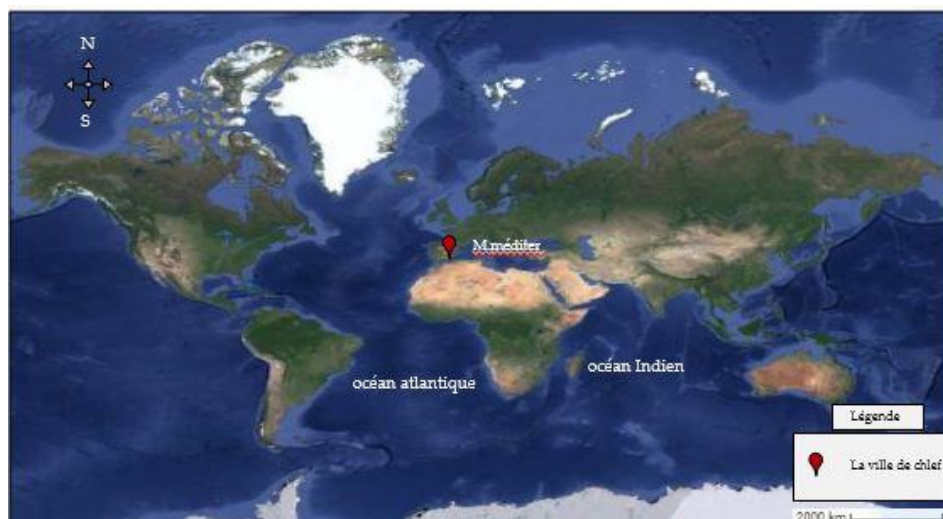 N
S
M.méditer
océan atlantique
océan Indien
Légende
La ville de chlef
2000 km